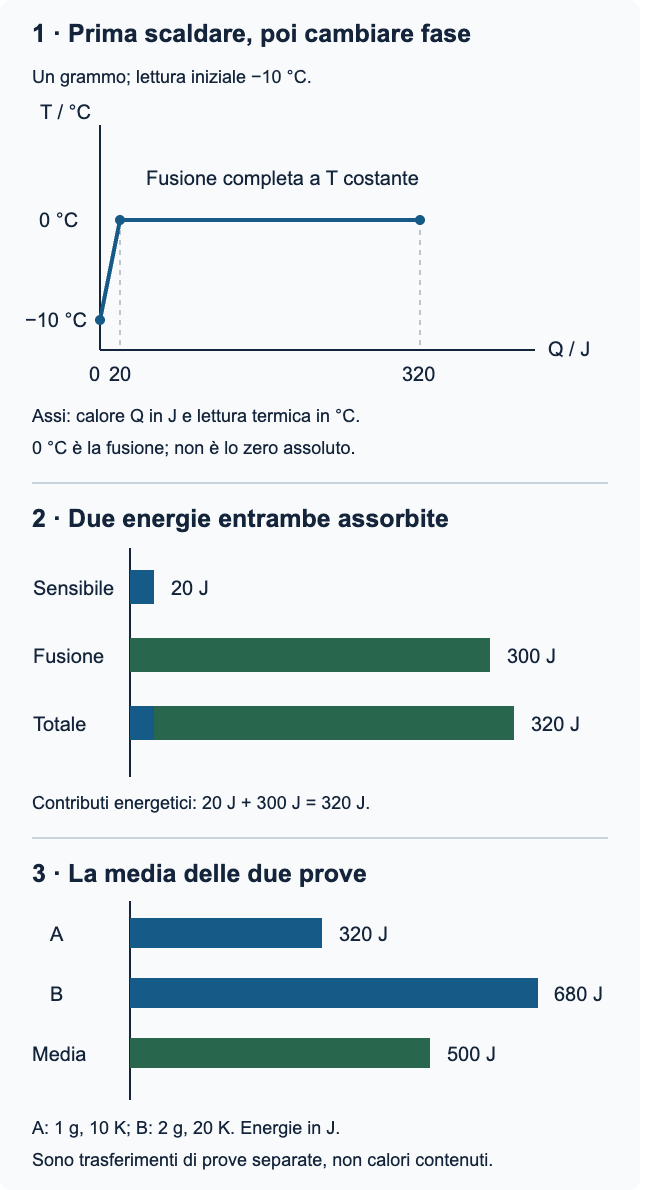 1 · Prima scaldare, poi cambiare fase
Un grammo; lettura iniziale −10 °C.
T / °C
Fusione completa a T costante
0 °C
−10 °C
Q / J
0 20 320
Assi: calore Q in J e lettura termica in °C.
0 °C è la fusione; non è lo zero assoluto.
2 · Due energie entrambe assorbite
Sensibile 20 J
Fusione 300 J
Totale 320 J
Contributi energetici: 20 J + 300 J = 320 J.
3 · La media delle due prove
A 320 J
B 680 J
Media 500 J
A: 1 g, 10 K; B: 2 g, 20 K. Energie in J.
Sono trasferimenti di prove separate, non calori contenuti.